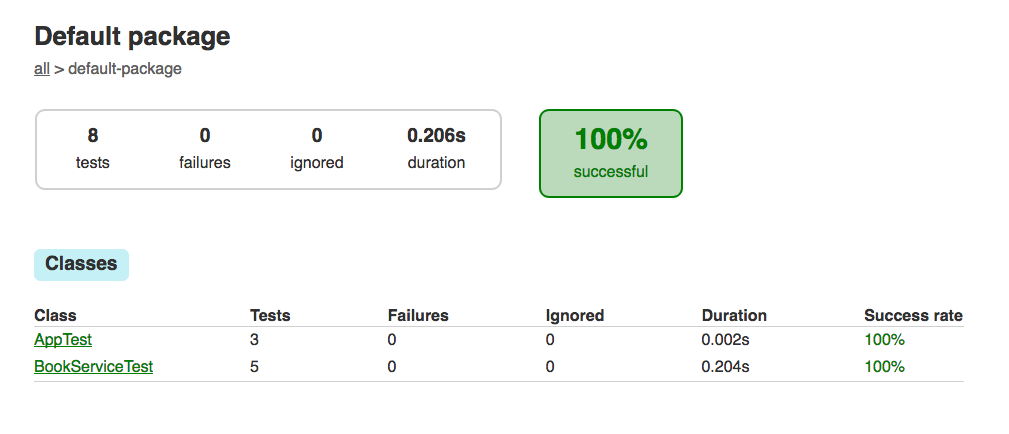 Default package
all > default-package
8 0 0 0.206s
tests failures ignored duration
100%
successful
Classes
Class Tests Failures Ignored Duration Success rate
AppTest 3 0 0 0.002s 100%
BookServiceTest 5 0 0 0.204s 100%